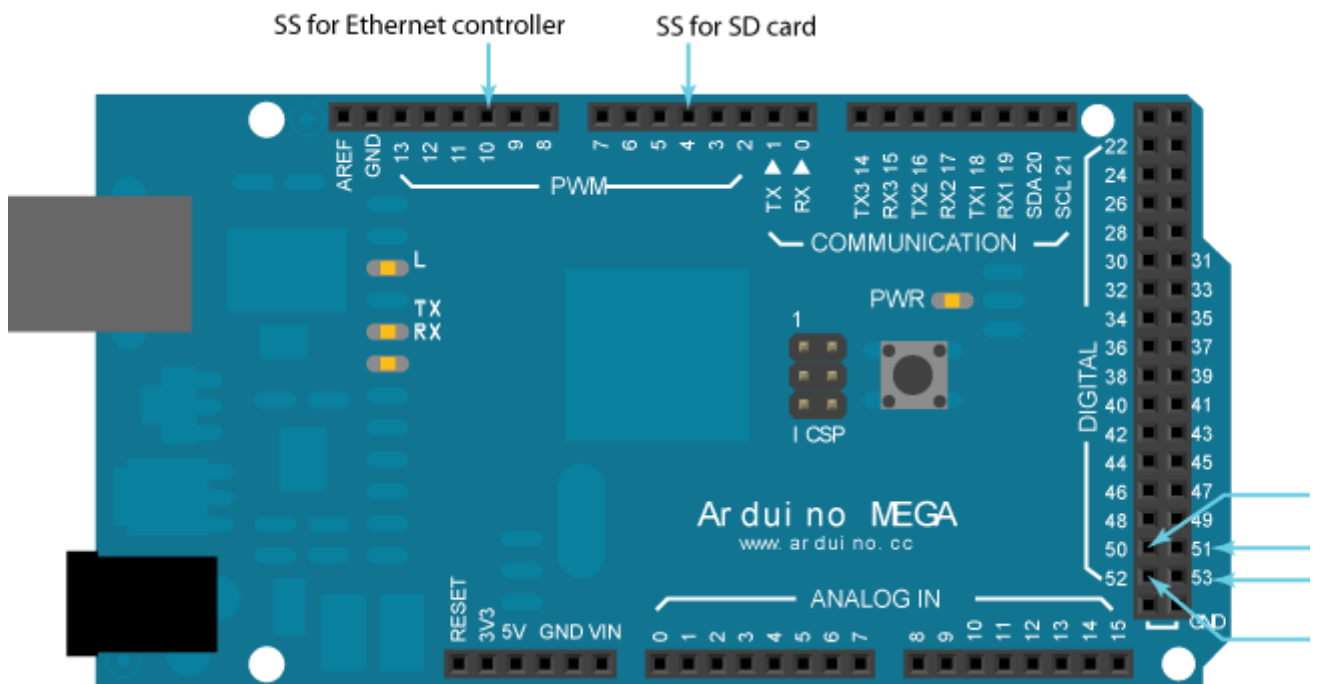 SS for Ethernet controller
SS for SD card
AREF
GND
13
12
11
10
9
8
7
6
5
4
3
2
1
0
TX
RX
PWM
TX3 14
RX3 15
TX2 16
RX2 17
TX1 18
RX1 19
SDA 20
SCL 21
COMMUNICATION
22
24
26
28
30 31
32 33
34 35
36 37
38 39
40 41
42 43
44 45
46 47
48 49
50 51
52 53
GND
DIGITAL
L
TX
RX
PWR
1
ICSP
Arduino MEGA
www.arduino.cc
RESET
3V3
5V
GND VIN
ANALOG IN
0
1
2
3
4
5
6
7
8
9
10
11
12
13
14
15